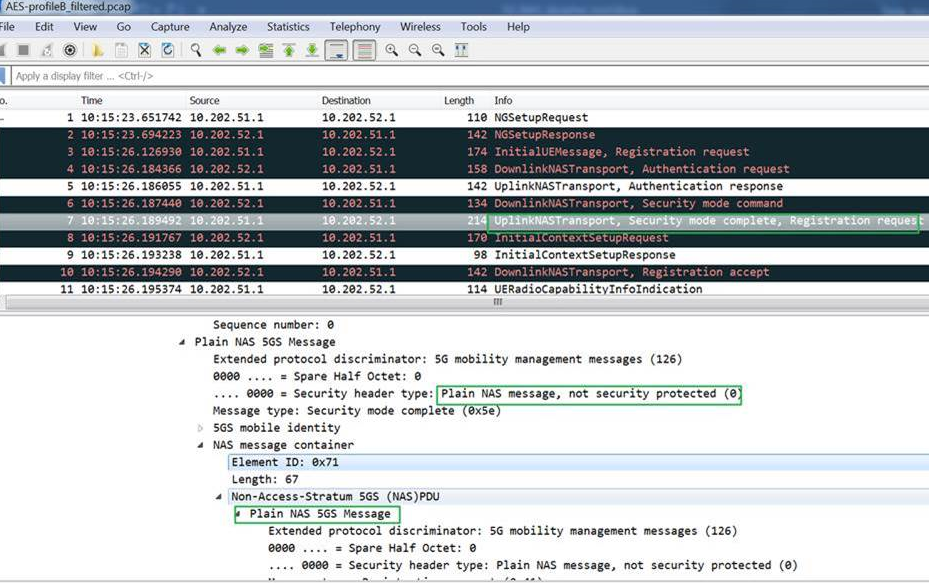 AES-profileB_filtered.pcap
File Edit View Go Capture Analyze Statistics Telephony Wireless Tools Help
Apply a display filter ... <Ctrl-/>
o. Time Source Destination Length Info
1 10:15:23.651742 10.202.51.1 10.202.52.1 110 NGSetupRequest
2 10:15:23.694223 10.202.51.1 10.202.52.1 142 NGSetupResponse
3 10:15:26.126930 10.202.51.1 10.202.52.1 174 InitialUEMessage, Registration request
4 10:15:26.184366 10.202.51.1 10.202.52.1 158 DownlinkNASTransport, Authentication request
5 10:15:26.186055 10.202.51.1 10.202.52.1 142 UplinkNASTransport, Authentication response
6 10:15:26.187440 10.202.51.1 10.202.52.1 134 DownlinkNASTransport, Security mode command
7 10:15:26.189492 10.202.51.1 10.202.52.1 214 UplinkNASTransport, Security mode complete, Registration request
8 10:15:26.191767 10.202.51.1 10.202.52.1 170 InitialContextSetupRequest
9 10:15:26.193238 10.202.51.1 10.202.52.1 98 InitialContextSetupResponse
10 10:15:26.194290 10.202.51.1 10.202.52.1 142 DownlinkNASTransport, Registration accept
11 10:15:26.195374 10.202.51.1 10.202.52.1 114 UERadioCapabilityInfoIndication
Sequence number: 0
Plain NAS 5GS Message
Extended protocol discriminator: 5G mobility management messages (126)
0000 .... = Spare Half Octet: 0
.... 0000 = Security header type: Plain NAS message, not security protected (0)
Message type: Security mode complete (0x5e)
5GS mobile identity
NAS message container
Element ID: 0x71
Length: 67
Non-Access-Stratum 5GS (NAS)PDU
Plain NAS 5GS Message
Extended protocol discriminator: 5G mobility management messages (126)
0000 .... = Spare Half Octet: 0
.... 0000 = Security header type: Plain NAS message, not security protected (0)